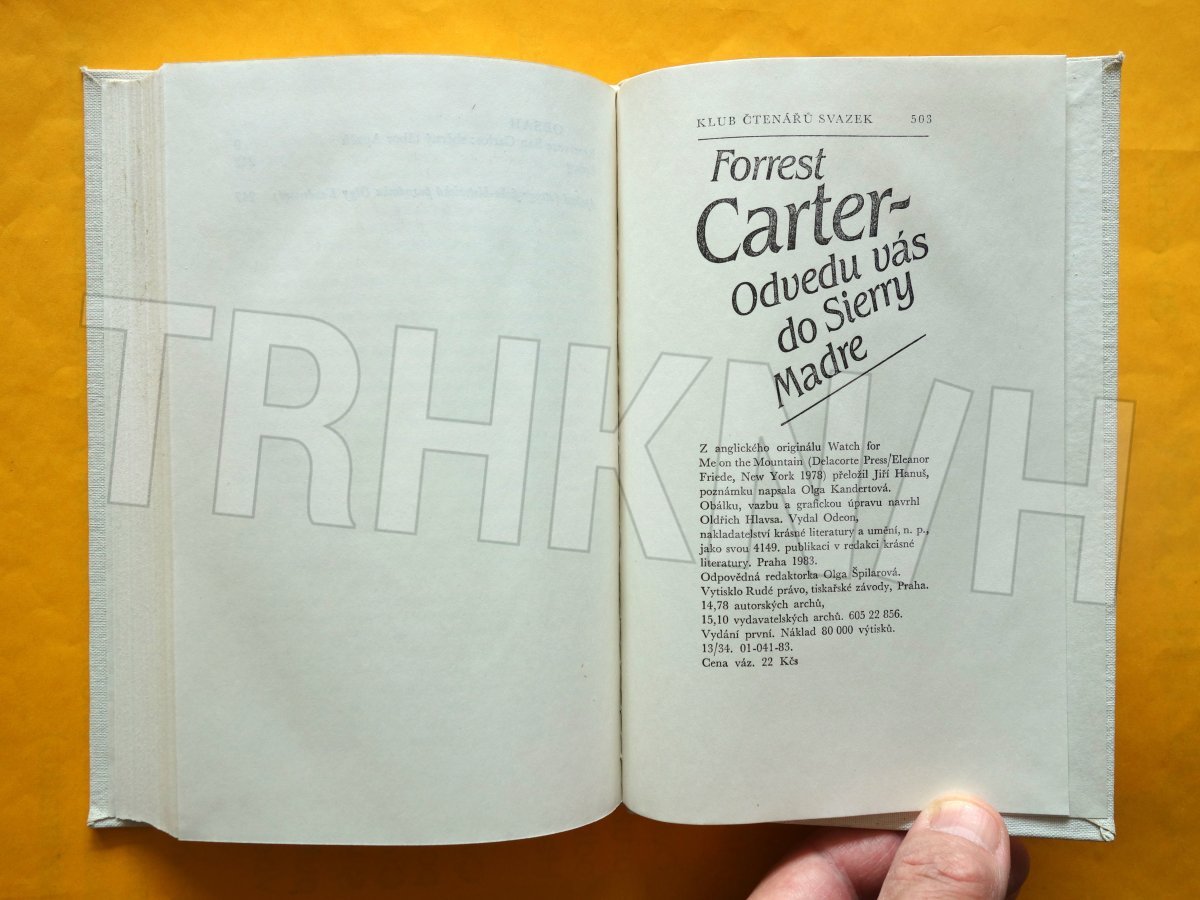 KLUB ČTENÁŘŮ SVAZEK 503
Forrest
Carter-
Odvedu vás
do Sierry
Madre
Z anglického originálu Watch for
Me on the Mountain (Delacorte Press/Eleanor
Friede, New York 1978) přeložil Jiří Hanuš,
poznámku napsala Olga Kandertová.
Obálku, vazbu a grafickou úpravu navrhl
Oldřich Hlavsa. Vydal Odeon,
nakladatelství krásné literatury a umění, n. p.,
jako svou 4149. publikaci v redakci krásné
literatury. Praha 1983.
Odpovědná redaktorka Olga Špilarová.
Vytisklo Rudé právo, tiskařské závody, Praha.
14,78 autorských archů,
15,10 vydavatelských archů. 605 22 856.
Vydání první. Náklad 80 000 výtisků.
13/34. 01-041-83.
Cena váz. 22 Kčs
TRHKNIH